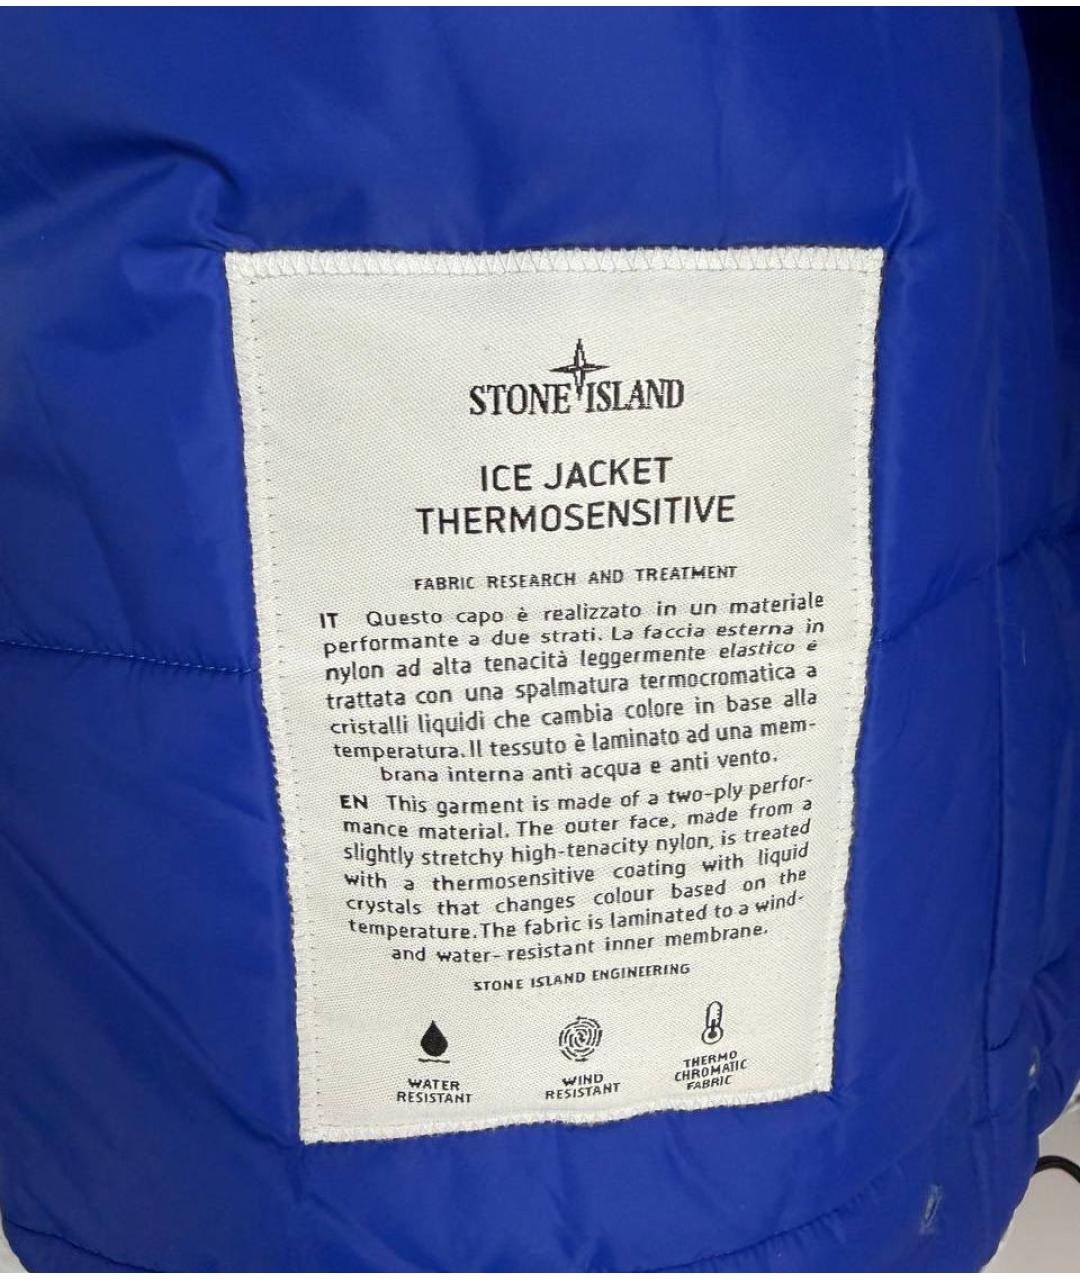 STONE ISLAND
ICE JACKET
THERMOSENSITIVE
FABRIC RESEARCH AND TREATMENT
IT Questo capo è realizzato in un materiale
performante a due strati. La faccia esterna in
nylon ad alta tenacità leggermente elastico è
trattata con una spalmatura termocromatica a
cristalli liquidi che cambia colore in base alla
temperatura. Il tessuto è laminato ad una mem-
brana interna anti acqua e anti vento.
EN This garment is made of a two-ply perfor-
mance material. The outer face, made from a
slightly stretchy high-tenacity nylon, is treated
with a thermosensitive coating with liquid
crystals that changes colour based on the
temperature. The fabric is laminated to a wind-
and water-resistant inner membrane.
STONE ISLAND ENGINEERING
WATER
RESISTANT
WIND
RESISTANT
THERMO
CHROMATIC
FABRIC